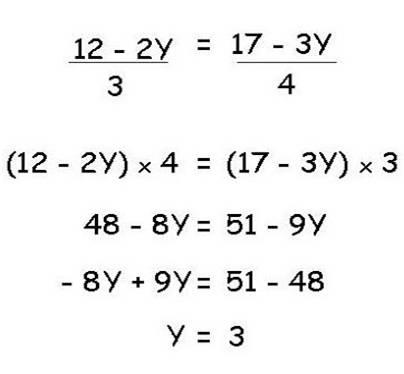 12 - 2Y = 17 - 3Y
3 4
(12 - 2Y) × 4 = (17 - 3Y) × 3
48 - 8Y = 51 - 9Y
- 8Y + 9Y = 51 - 48
Y = 3